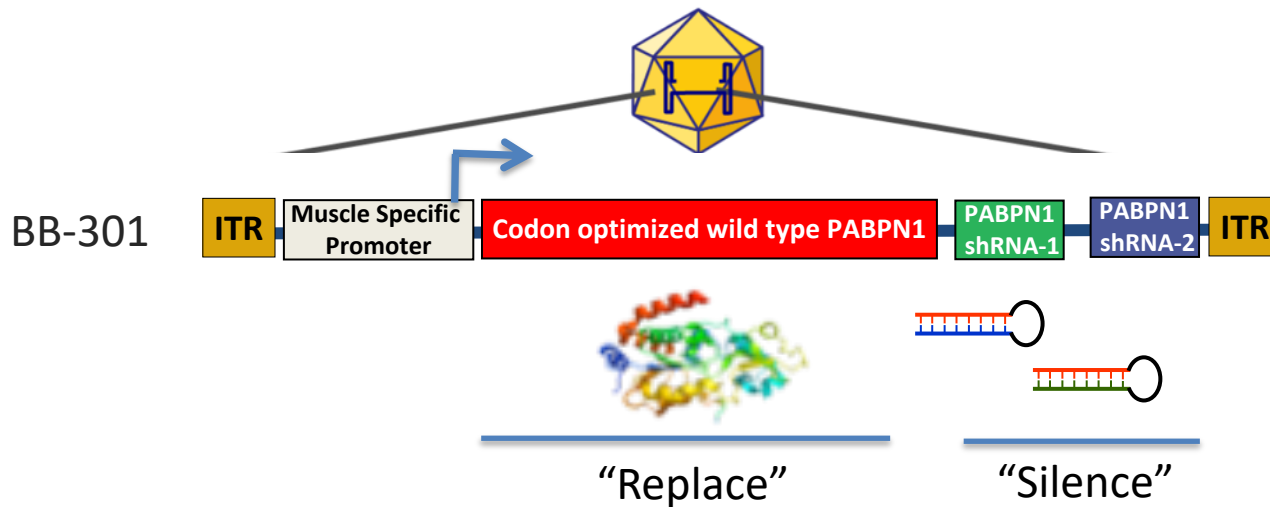 BB-301
ITR
Muscle Specific
Promoter
Codon optimized wild type PABPN1
PABPN1
shRNA-1
PABPN1
shRNA-2
ITR
“Replace”
“Silence”